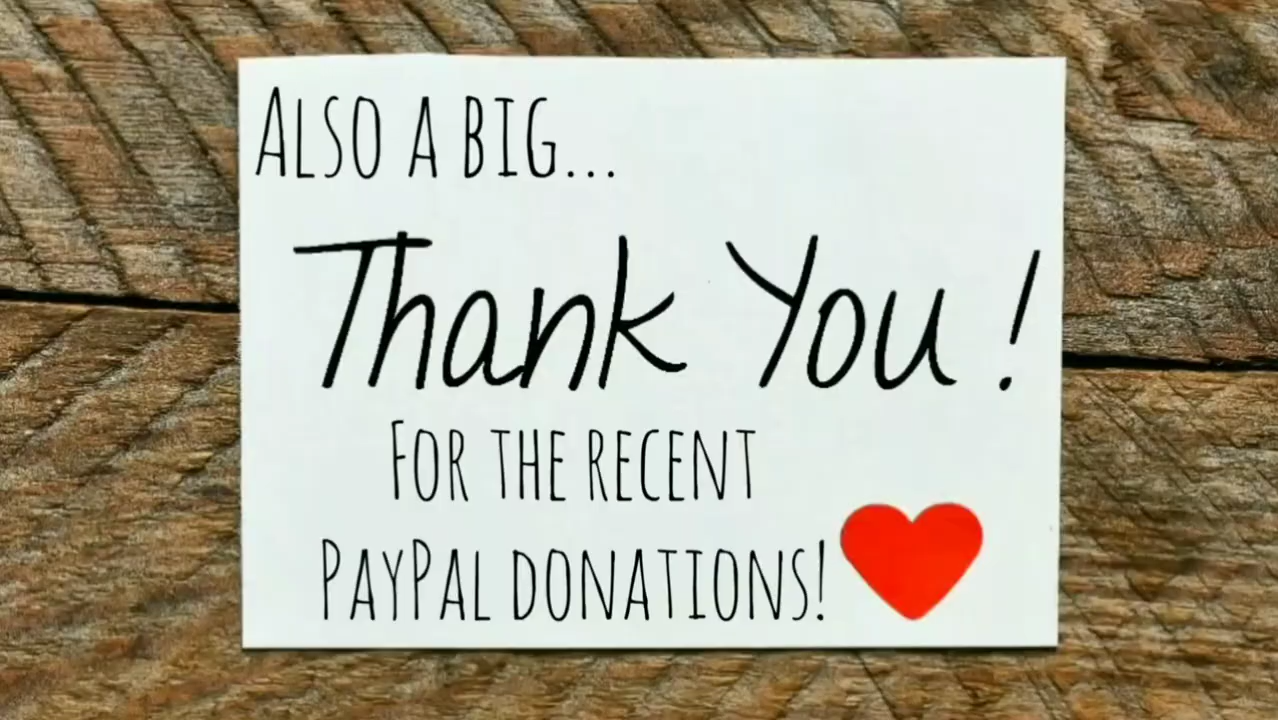 Also a big...
Thank You!
For the recent
PayPal donations!